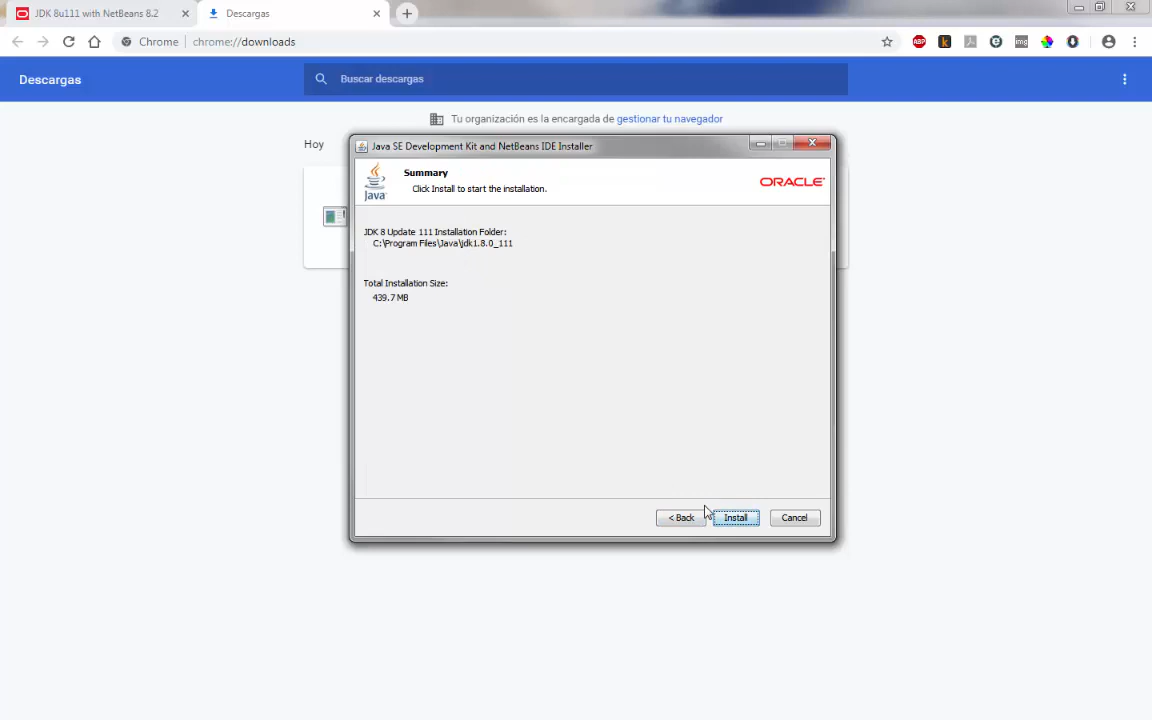 JDK 8u111 with NetBeans 8.2
Descargas
Chrome
chrome://downloads
ABP
k
img
Descargas
Buscar descargas
Tu organización es la encargada de gestionar tu navegador
Hoy
Java SE Development Kit and NetBeans IDE Installer
Java
Summary
Click Install to start the installation.
ORACLE
JDK 8 Update 111 Installation Folder:
C:\Program Files\Java\jdk1.8.0_111
Total Installation Size:
439.7 MB
< Back
Install
Cancel